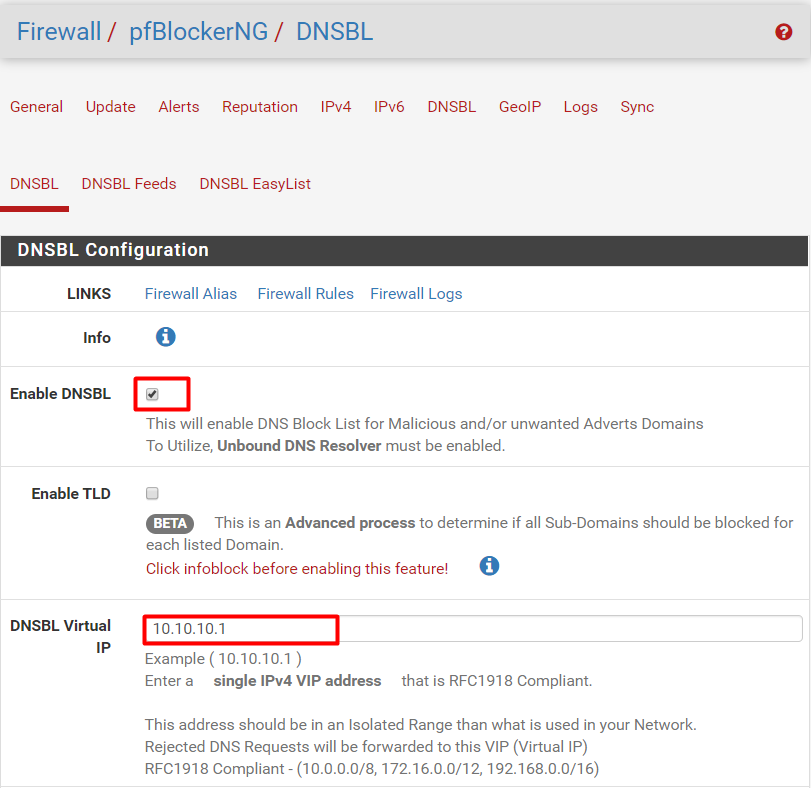 Firewall / pfBlockerNG / DNSBL
General Update Alerts Reputation IPv4 IPv6 DNSBL GeoIP Logs Sync
DNSBL DNSBL Feeds DNSBL EasyList
DNSBL Configuration
LINKS Firewall Alias Firewall Rules Firewall Logs
Info
Enable DNSBL
This will enable DNS Block List for Malicious and/or unwanted Adverts Domains
To Utilize, Unbound DNS Resolver must be enabled.
Enable TLD
BETA This is an Advanced process to determine if all Sub-Domains should be blocked for
each listed Domain.
Click infoblock before enabling this feature!
DNSBL Virtual
IP
10.10.10.1
Example ( 10.10.10.1 )
Enter a single IPv4 VIP address that is RFC1918 Compliant.
This address should be in an Isolated Range than what is used in your Network.
Rejected DNS Requests will be forwarded to this VIP (Virtual IP)
RFC1918 Compliant - (10.0.0.0/8, 172.16.0.0/12, 192.168.0.0/16)